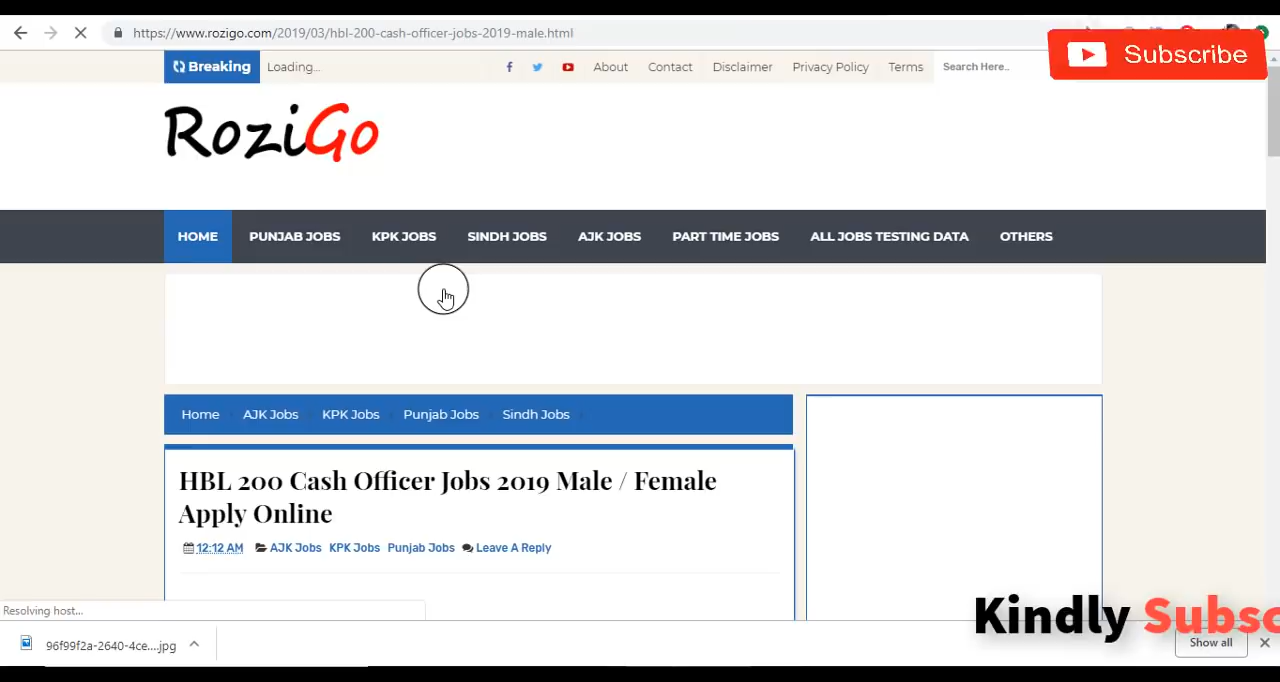 https://www.rozigo.com/2019/03/hbl-200-cash-officer-jobs-2019-male.html
Subscribe
Breaking Loading... About Contact Disclaimer Privacy Policy Terms Search Here..
RoziGo
HOME PUNJAB JOBS KPK JOBS SINDH JOBS AJK JOBS PART TIME JOBS ALL JOBS TESTING DATA OTHERS
Home AJK Jobs KPK Jobs Punjab Jobs Sindh Jobs
HBL 200 Cash Officer Jobs 2019 Male / Female
Apply Online
12:12 AM AJK Jobs KPK Jobs Punjab Jobs Leave A Reply
Resolving host...
Kindly Subsc
96f99f2a-2640-4ce....jpg
Show all